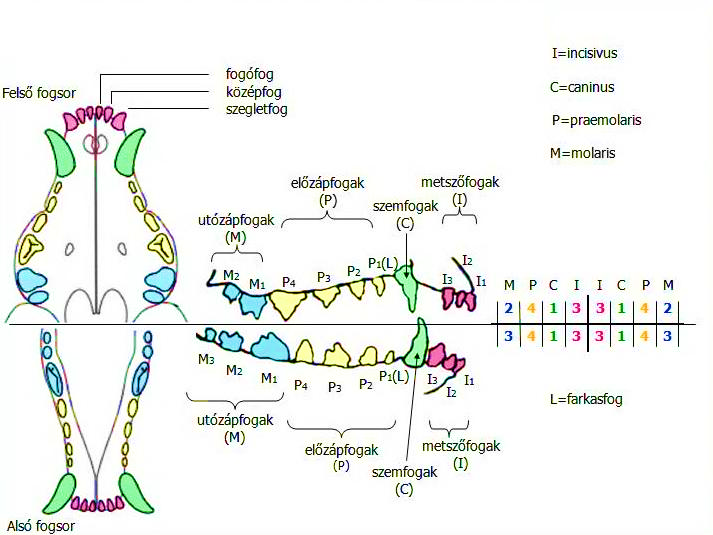 I=incisivus
C=caninus
P=praemolaris
M=molaris
Felső fogsor
fogófog
középfog
szegletfog
előzápfogak
(P)
metszőfogak
(I)
szemfogak
(C)
utózápfogak
(M)
M2
M1
P4
P3
P2
P1(L)
I3
I2
I1
M P C I I C P M
2 4 1 3 3 1 4 2
3 4 1 3 3 1 4 3
M3
M2
M1
P4
P3
P2
P1(L)
I3
I2
I1
utózápfogak
(M)
előzápfogak
(P)
szemfogak
(C)
metszőfogak
(I)
L=farkasfog
Alsó fogsor